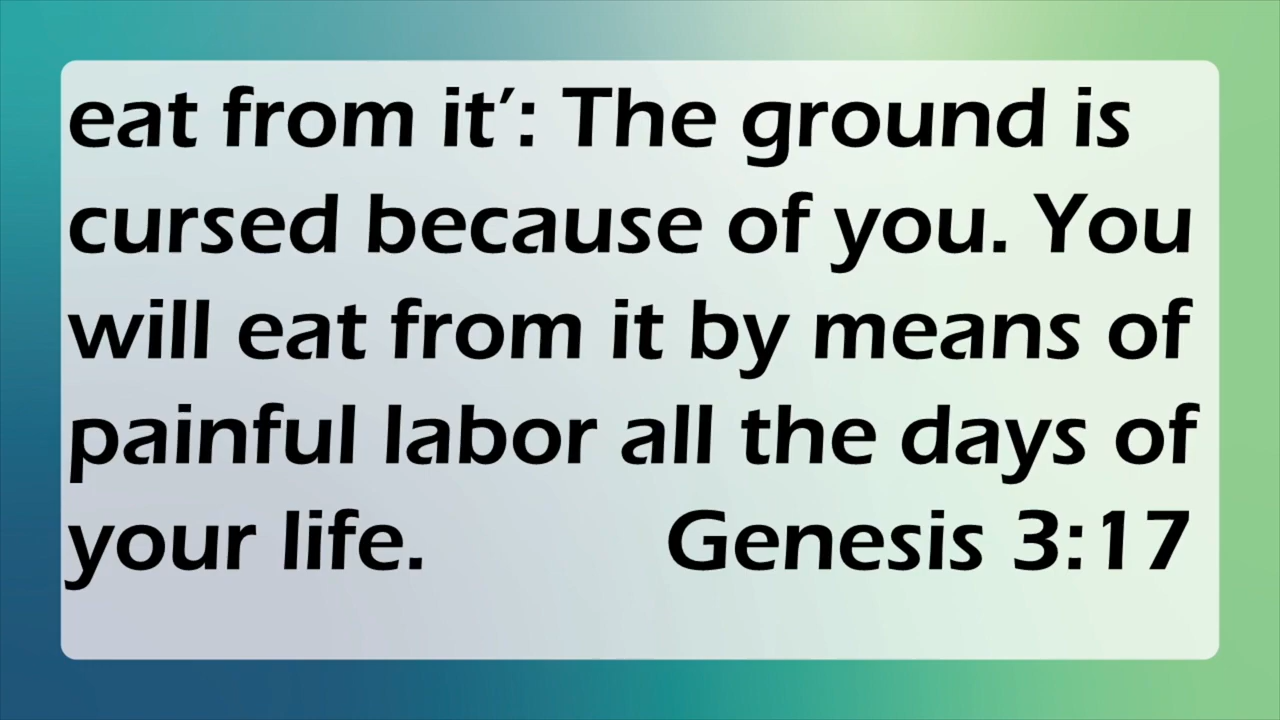 eat from it’: The ground is
cursed because of you. You
will eat from it by means of
painful labor all the days of
your life. Genesis 3:17